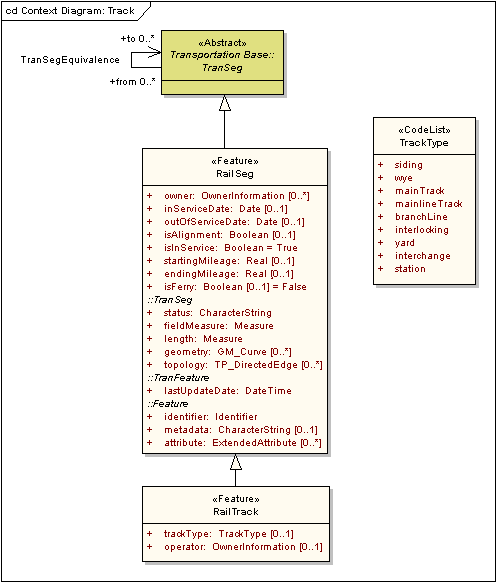 cd Context Diagram: Track
+to 0..*
TranSegEquivalence
+from 0..*
«Abstract»
Transportation Base::
TranSeg
«Feature»
RailSeg
+ owner: OwnerInformation [0..*]
+ inServiceDate: Date [0..1]
+ outOfServiceDate: Date [0..1]
+ isAlignment: Boolean [0..1]
+ isInService: Boolean = True
+ startingMileage: Real [0..1]
+ endingMileage: Real [0..1]
+ isFerry: Boolean [0..1] = False
::TranSeg
+ status: CharacterString
+ fieldMeasure: Measure
+ length: Measure
+ geometry: GM_Curve [0..*]
+ topology: TP_DirectedEdge [0..*]
::TranFeature
+ lastUpdateDate: DateTime
::Feature
+ identifier: Identifier
+ metadata: CharacterString [0..1]
+ attribute: ExtendedAttribute [0..*]
«CodeList»
TrackType
+ siding
+ wye
+ mainTrack
+ mainlineTrack
+ branchLine
+ interlocking
+ yard
+ interchange
+ station
«Feature»
RailTrack
+ trackType: TrackType [0..1]
+ operator: OwnerInformation [0..1]